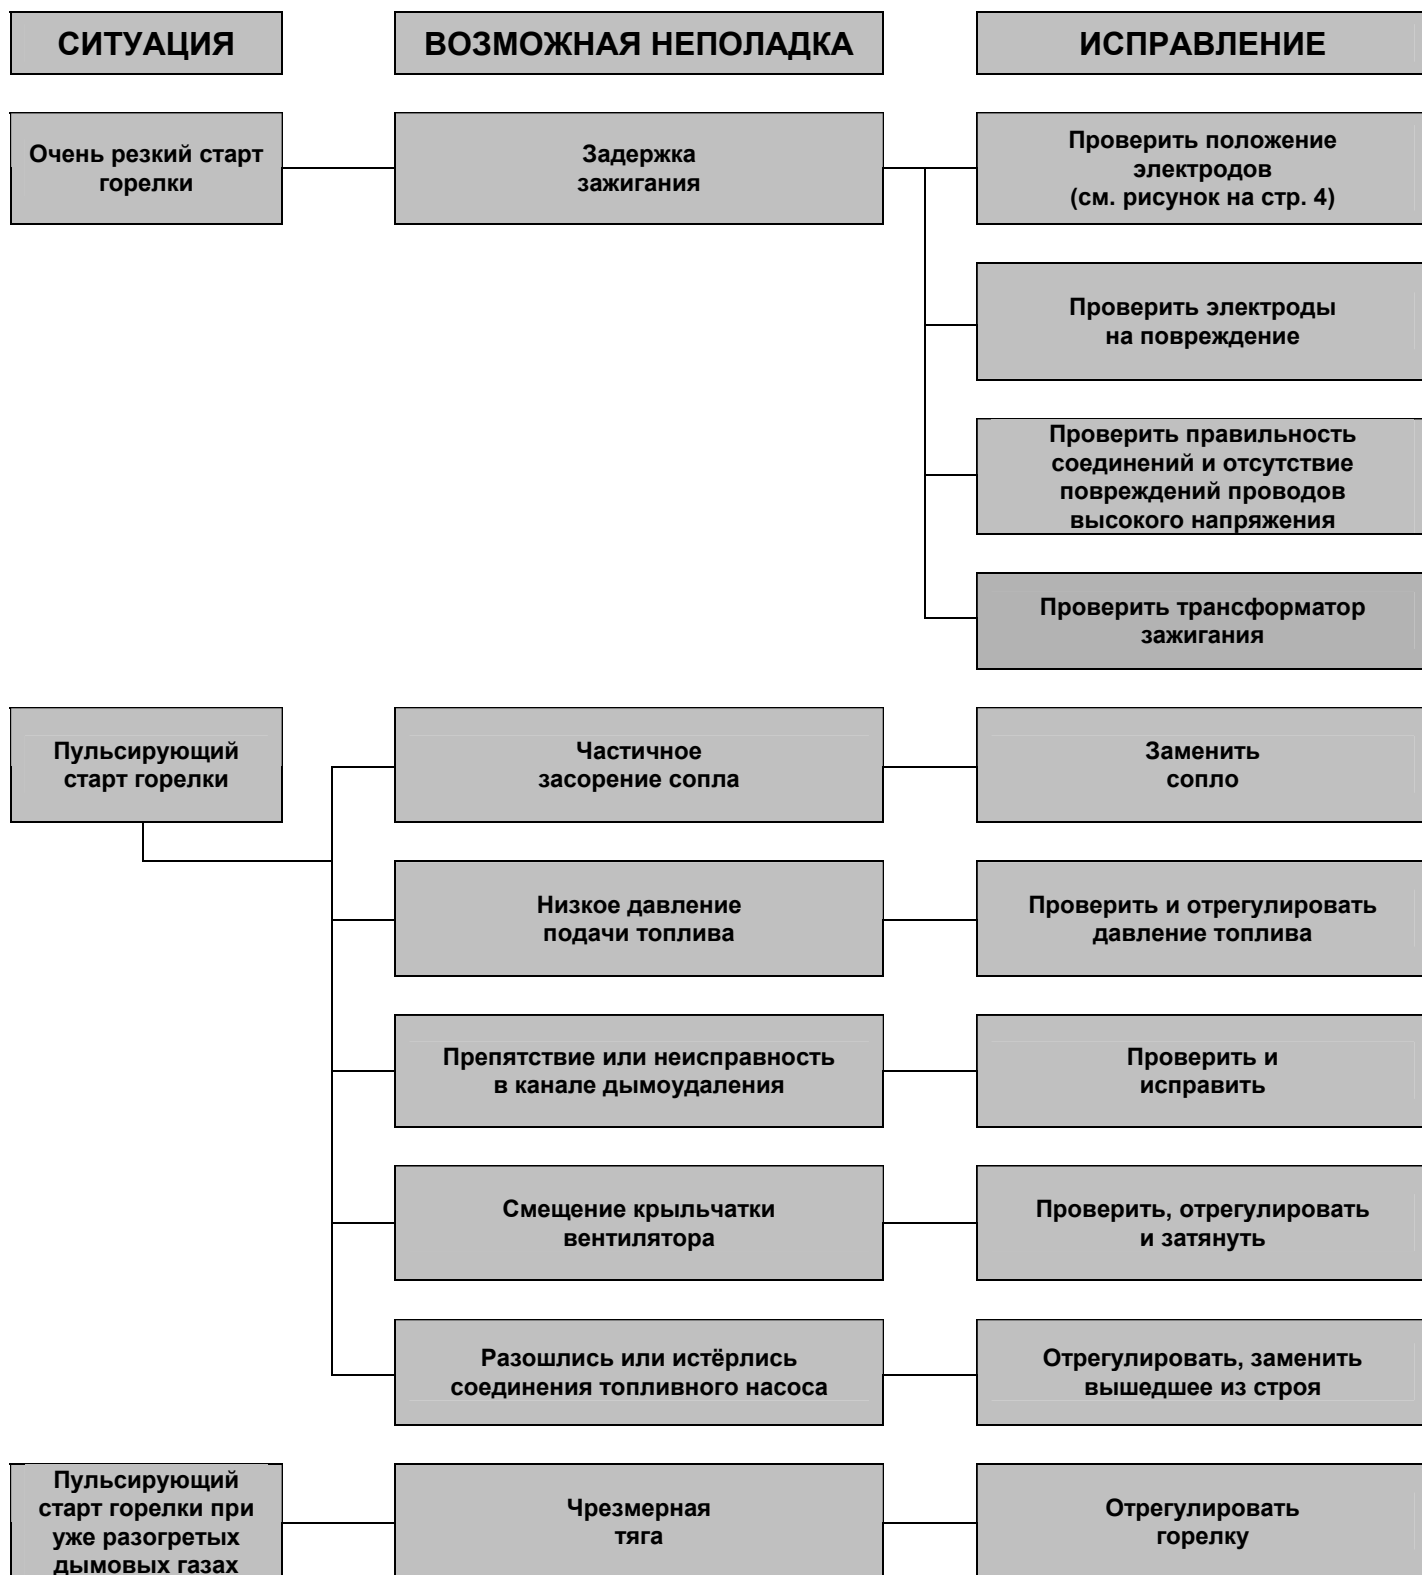 СИТУАЦИЯ
ВОЗМОЖНАЯ НЕПОЛАДКА
ИСПРАВЛЕНИЕ
Очень резкий старт
горелки
Задержка
зажигания
Проверить положение
электродов
(см. рисунок на стр. 4)
Проверить электроды
на повреждение
Проверить правильность
соединений и отсутствие
повреждений проводов
высокого напряжения
Проверить трансформатор
зажигания
Пульсирующий
старт горелки
Частичное
засорение сопла
Заменить
сопло
Низкое давление
подачи топлива
Проверить и отрегулировать
давление топлива
Препятствие или неисправность
в канале дымоудаления
Проверить и
исправить
Смещение крыльчатки
вентилятора
Проверить, отрегулировать
и затянуть
Разошлись или истёрлись
соединения топливного насоса
Отрегулировать, заменить
вышедшее из строя
Пульсирующий
старт горелки при
уже разогретых
дымовых газах
Чрезмерная
тяга
Отрегулировать
горелку